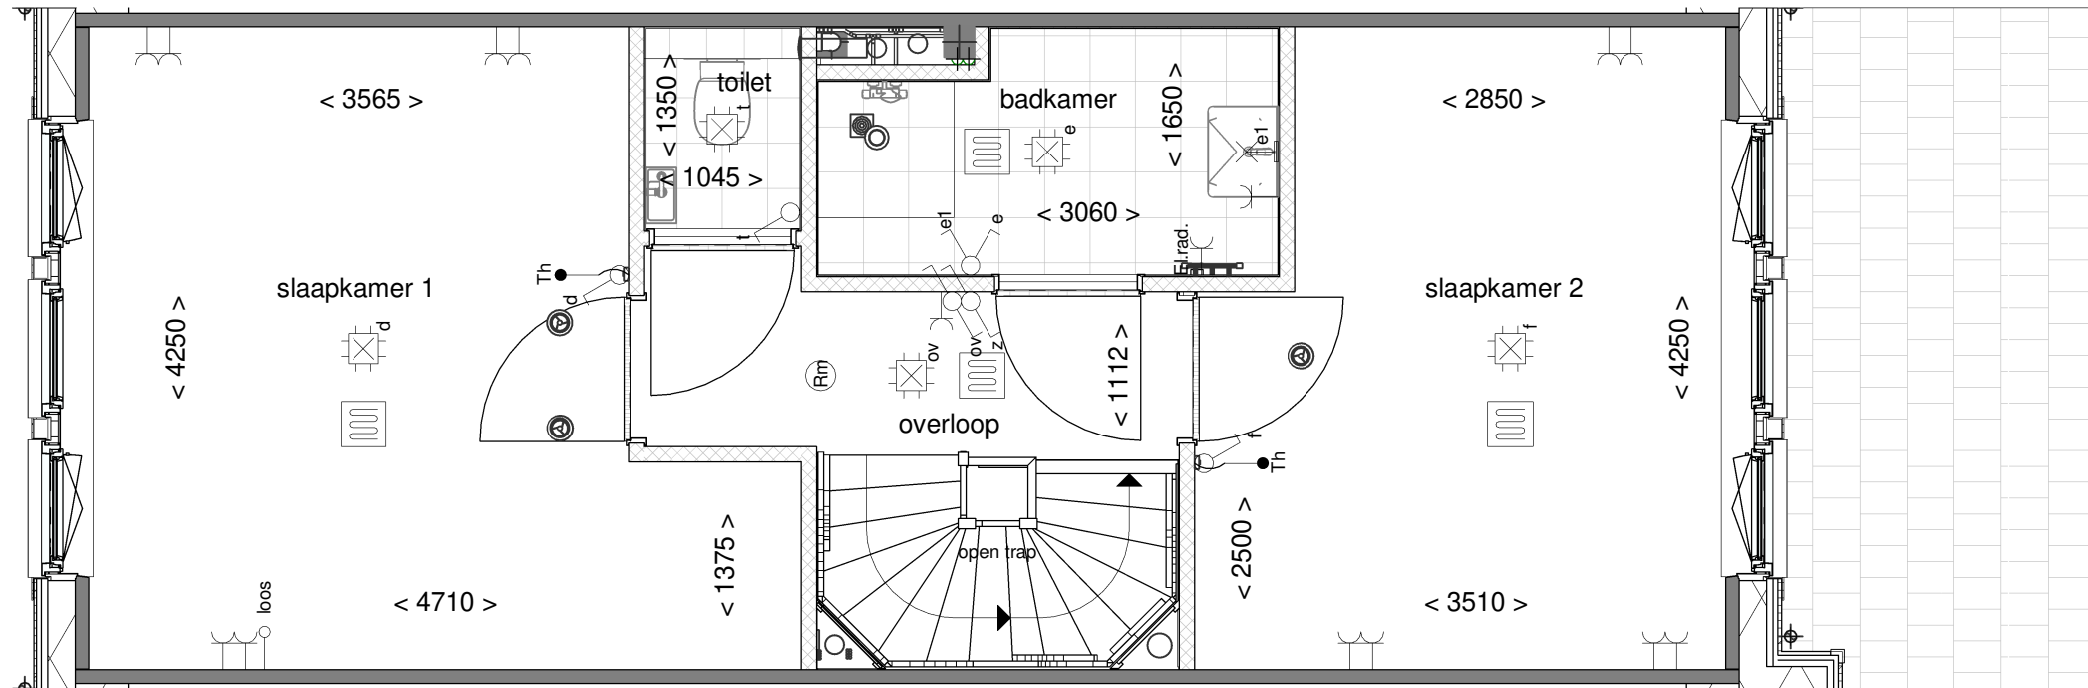 < 3565 >
< 1350 >
toilet
t
< 1045 >
t
badkamer
e
< 1650 >
e1
< 3060 >
e1
e
El.rad.
< 2850 >
slaapkamer 1
Th
d
< 4250 >
d
Rm
ov
ov
z
< 1112 >
overloop
slaapkamer 2
f
< 4250 >
f
Th
open trap
< 1375 >
< 2500 >
loos
< 4710 >
< 3510 >